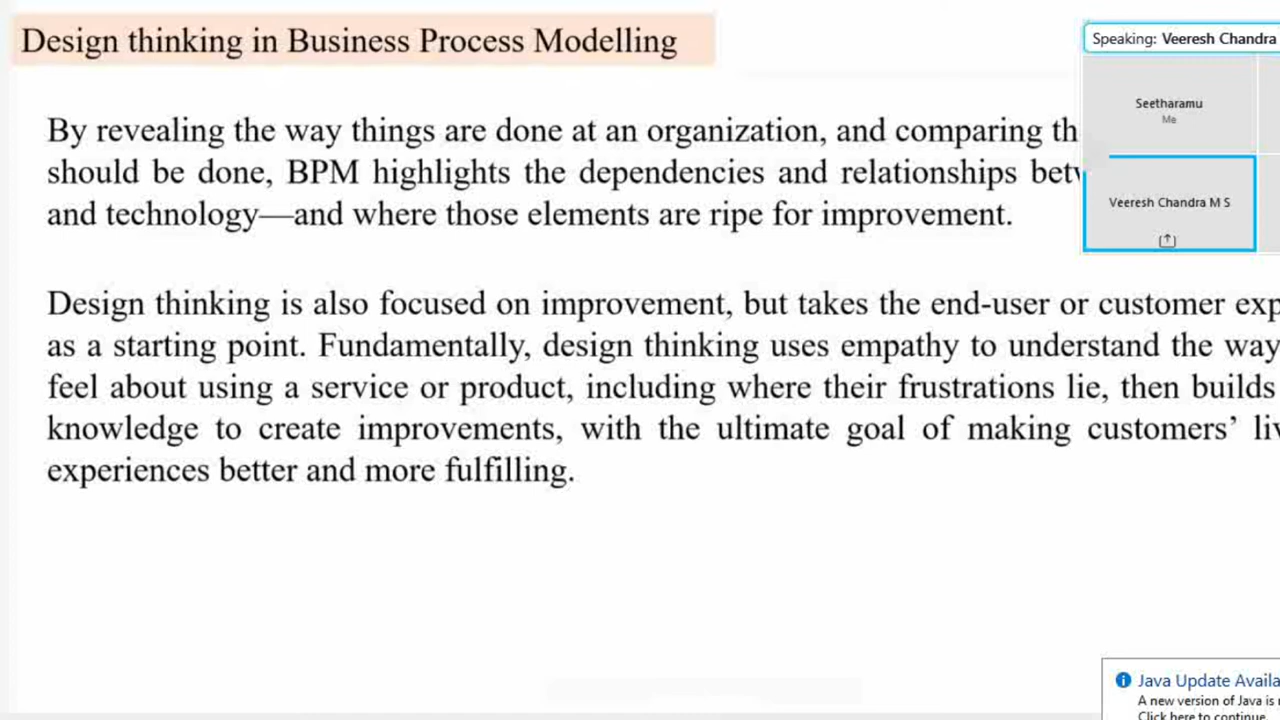 Design thinking in Business Process Modelling
By revealing the way things are done at an organization, and comparing
should be done, BPM highlights the dependencies and relationships
and technology—and where those elements are ripe for improvement.
Design thinking is also focused on improvement, but takes the end-user or customer
as a starting point. Fundamentally, design thinking uses empathy to understand the way
feel about using a service or product, including where their frustrations lie, then builds
knowledge to create improvements, with the ultimate goal of making customers’
experiences better and more fulfilling.
Speaking: Veeresh Chandra
Seetharamu
Me
Veeresh Chandra M S
Java Update
A new version of Java is
Click here to continue.